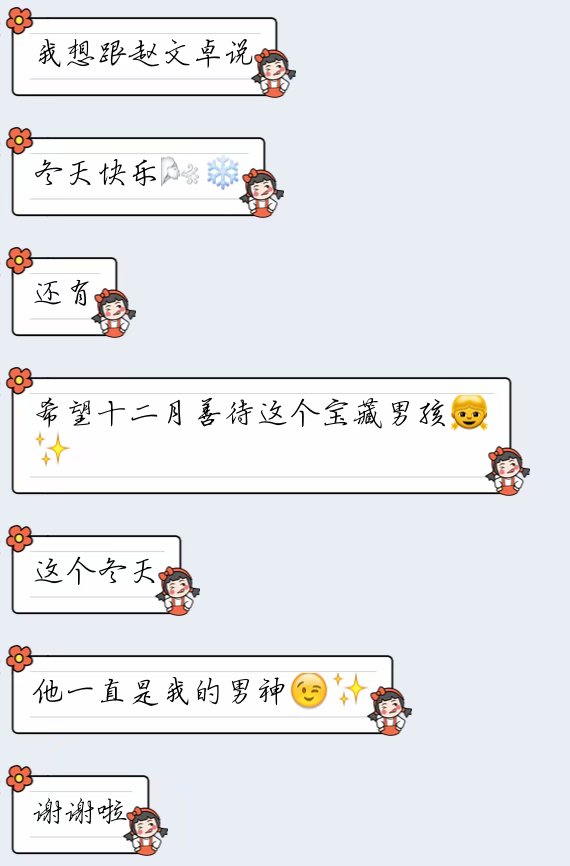 我想跟赵文卓说
冬天快乐🌬❄
还有
希望十二月善待这个宝藏男孩👧
✨
这个冬天
他一直是我的男神😉✨
谢谢啦